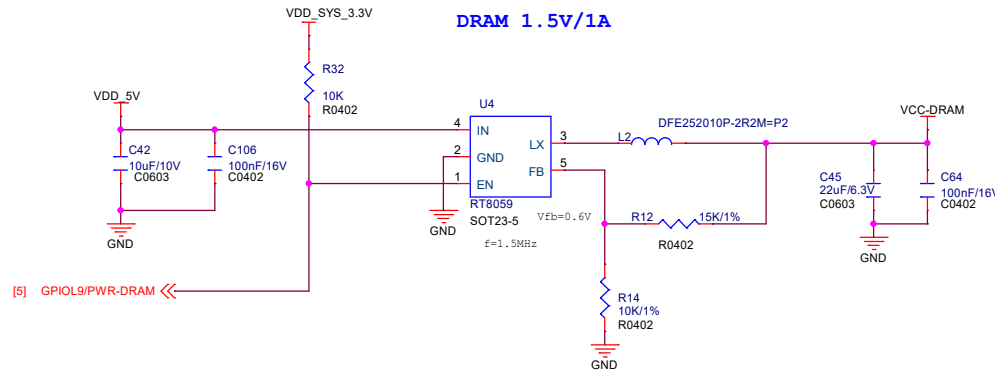 DRAM 1.5V/1A
VDD_SYS_3.3V
R32
10K
R0402
VDD_5V
C42
10uF/10V
C0603
C106
100nF/16V
C0402
GND
U4
4 IN
2 GND
1 EN
LX 3
FB 5
RT8059
SOT23-5
GND
Vfb=0.6V
f=1.5MHz
L2
DFE252010P-2R2M=P2
VCC-DRAM
R12 15K/1%
R0402
R14
10K/1%
R0402
GND
C45
22uF/6.3V
C0603
C64
100nF/16V
C0402
GND
[5] GPIOL9/PWR-DRAM